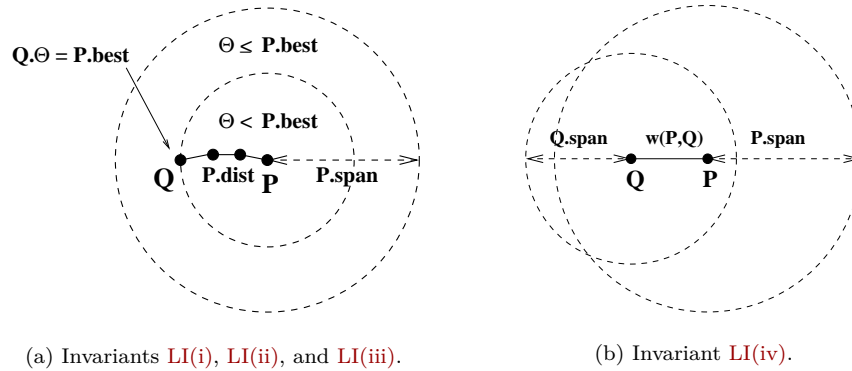 Θ ≤ P.best
Q.Θ = P.best
Θ < P.best
Q
P.dist
P
P.span
(a) Invariants LI(i), LI(ii), and LI(iii).
Q.span
w(P,Q)
P.span
Q
P
(b) Invariant LI(iv).